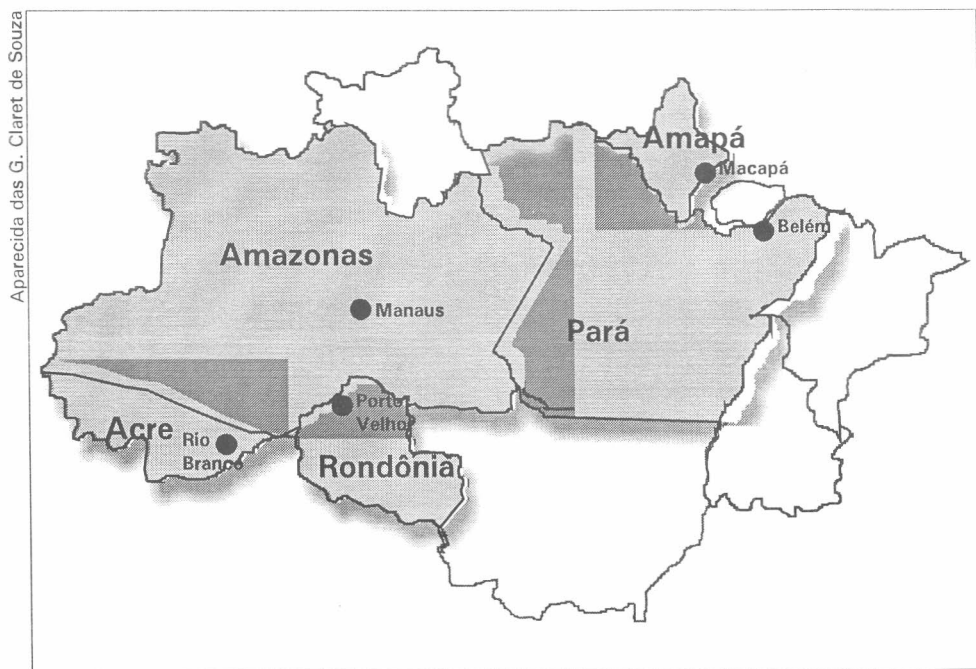 Aparecida das G. Claret de Souza
Amapá
Macapá
Belém
Amazonas
Manaus
Pará
Porto
Velho
Acre
Rio
Branco
Rondônia